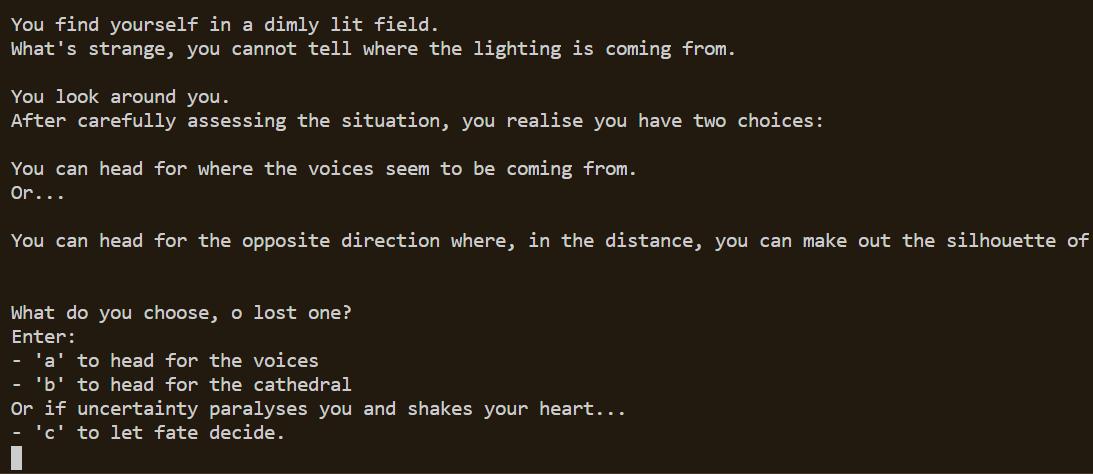 You find yourself in a dimly lit field.
What's strange, you cannot tell where the lighting is coming from.
You look around you.
After carefully assessing the situation, you realise you have two choices:
You can head for where the voices seem to be coming from.
Or...
You can head for the opposite direction where, in the distance, you can make out the silhouette of
What do you choose, o lost one?
Enter:
- 'a' to head for the voices
- 'b' to head for the cathedral
Or if uncertainty paralyses you and shakes your heart...
- 'c' to let fate decide.